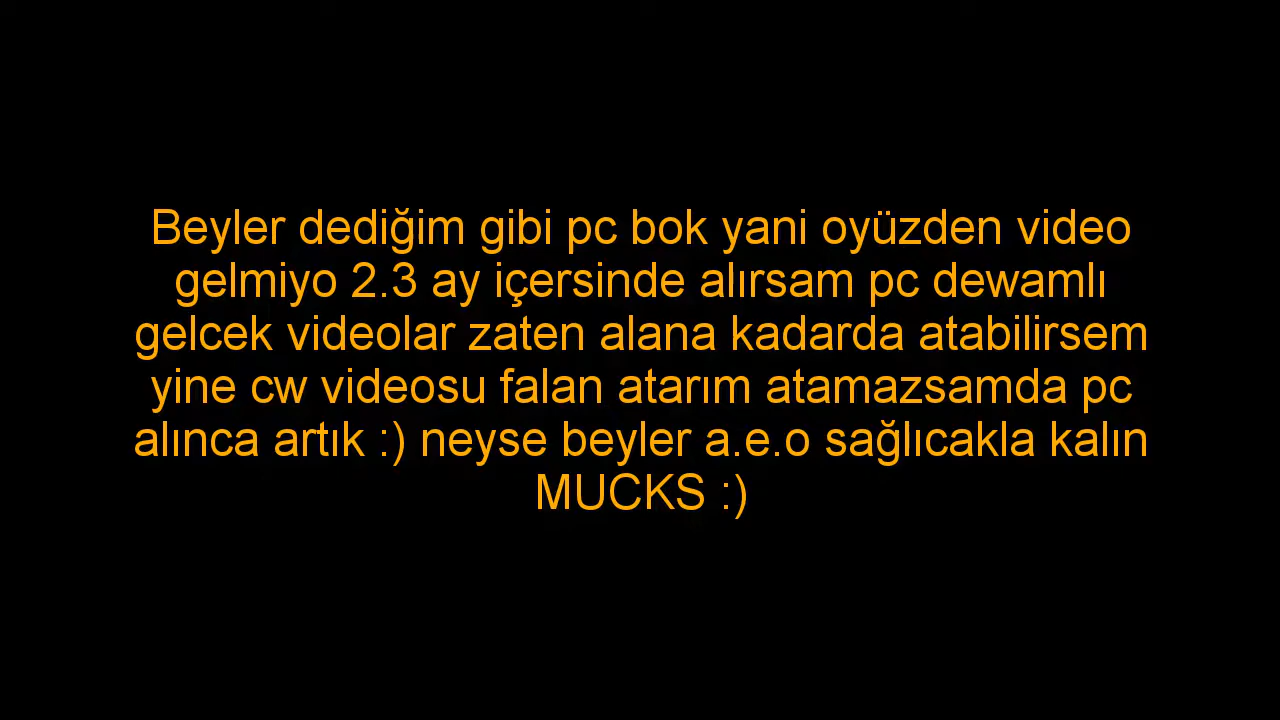 Beyler dediğim gibi pc bok yani oyüzden video
gelmiyo 2.3 ay içersinde alırsam pc dewamlı
gelcek videolar zaten alana kadarda atabilirsem
yine cw videosu falan atarım atamazsamda pc
alınca artık :) neyse beyler a.e.o sağlıcakla kalın
MUCKS :)